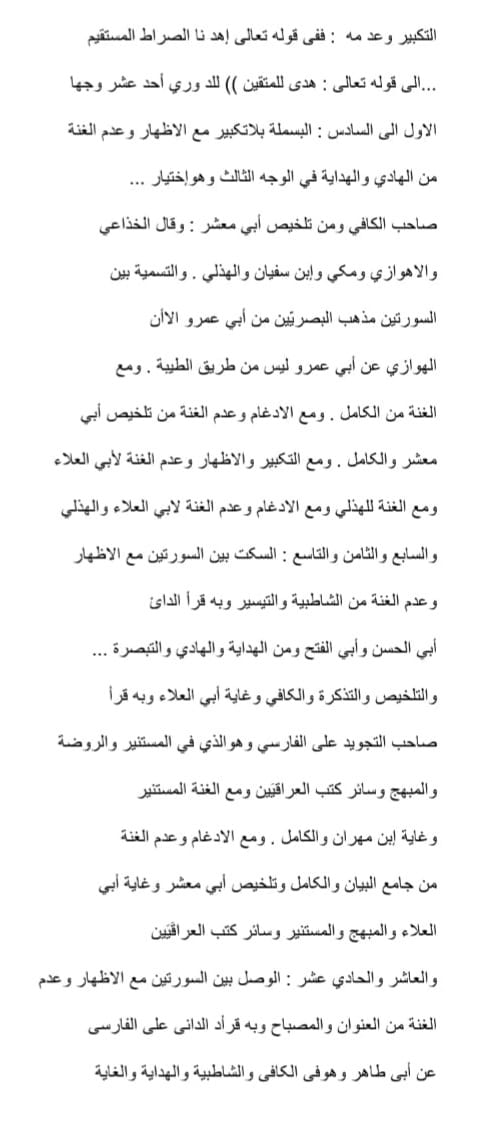 التكبير وعد مه : ففى قوله تعالى إهد نا الصراط المستقيم
...الى قوله تعالى : هدى للمتقين )) للد وري أحد عشر وجها
الاول الى السادس : البسملة بلاتكبير مع الاظهار وعدم الغنة
من الهادي والهداية في الوجه الثالث وهوإختيار ...
صاحب الكافي ومن تلخيص أبي معشر : وقال الخذاعي
والاهوازي ومكي وإبن سفيان والهذلي . والتسمية بين
السورتين مذهب البصريّين من أبي عمرو الاأن
الهوازي عن أبي عمرو ليس من طريق الطيبة . ومع
الغنة من الكامل . ومع الادغام وعدم الغنة من تلخيص أبي
معشر والكامل . ومع التكبير والاظهار وعدم الغنة لأبي العلاء
ومع الغنة للهذلي ومع الادغام وعدم الغنة لابي العلاء والهذلي
والسابع والثامن والتاسع : السكت بين السورتين مع الاظهار
وعدم الغنة من الشاطبية والتيسير وبه قرأ الدائ
أبي الحسن وأبي الفتح ومن الهداية والهادي والتبصرة ...
والتلخيص والتذكرة والكافي وغاية أبي العلاء وبه قرأ
صاحب التجويد على الفارسي وهوالذي في المستنير والروضة
والمبهج وسائر كتب العراقيَين ومع الغنة المستنير
وغاية إبن مهران والكامل . ومع الادغام وعدم الغنة
من جامع البيان والكامل وتلخيص أبي معشر وغاية أبي
العلاء والمبهج والمستنير وسائر كتب العراقيَين
والعاشر والحادي عشر : الوصل بين السورتين مع الاظهار وعدم
الغنة من العنوان والمصباح وبه قرأد الدانى على الفارسى
عن أبى طاهر وهوفى الكافى والشاطبية والهداية والغاية